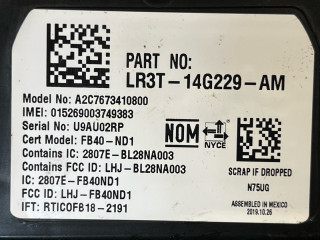 PART NO:
LR3T-14G229-AM
Model No: A2C7673410800
IMEI: 015269003749383
Serial No: U9AU02RP
Cert Model: FB40-ND1
Contains IC: 2807E-BL28NA003
Contains FCC ID: LHJ-BL28NA003
IC: 2807E-FB40ND1
FCC ID: LHJ-FB40ND1
IFT: RTICOFB18-2191
NOM
NYCE
SCRAP IF DROPPED
N75UG
ASSEMBLED IN MEXICO
2019.10.26